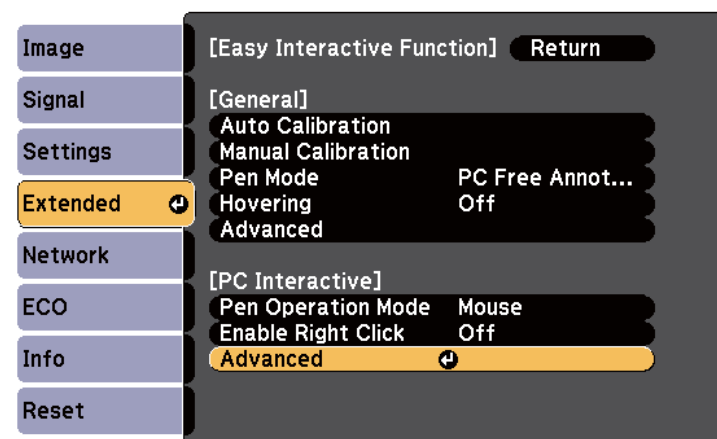 Image
Signal
Settings
Extended
Network
ECO
Info
Reset
[Easy Interactive Function] Return
[General]
Auto Calibration
Manual Calibration
Pen Mode PC Free Annot...
Hovering Off
Advanced
[PC Interactive]
Pen Operation Mode Mouse
Enable Right Click Off
Advanced